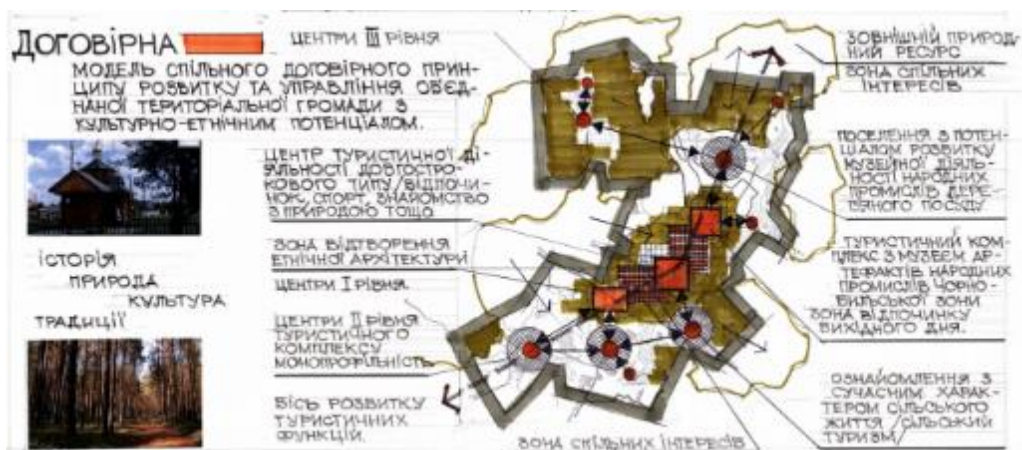 ДОГОВІРНА
МОДЕЛЬ СПІЛЬНОГО ДОГОВІРНОГО ПРИН-
ЦИПУ РОЗВИТКУ ТА УПРАВЛІННЯ ОБ'ЄД-
НАНОЇ ТЕРИТОРІАЛЬНОЇ ГРОМАДИ З
КУЛЬТУРНО-ЕТНІЧНИМ ПОТЕНЦІАЛОМ.
ІСТОРІЯ
ПРИРОДА
КУЛЬТУРА
ТРАДИЦІЇ
ЦЕНТРИ III РІВНЯ
ЦЕНТР ТУРИСТИЧНОЇ ДІ-
ЯЛЬНОСТІ ДОВГОСТРО-
КОВОГО ТИПУ/ВІДПОЧИ-
НОК, СПОРТ, ЗНАЙОМСТВО
З ПРИРОДОЮ ТОЩО
ЗОНА ВІДТВОРЕННЯ
ЕТНІЧНОЇ АРХІТЕКТУРИ
ЦЕНТРИ I РІВНЯ.
ЦЕНТРИ II РІВНЯ
ТУРИСТИЧНОГО
КОМПЛЕКСУ
МОНОПРОФІЛЬНІСТЬ
ВІСЬ РОЗВИТКУ
ТУРИСТИЧНИХ
ФУНКЦІЙ.
ЗОНА СПІЛЬНИХ ІНТЕРЕСІВ
ЗОВНІШНІЙ ПРИРОД-
НИЙ РЕСУРС
ЗОНА СПІЛЬНИХ
ІНТЕРЕСІВ
ПОСЕЛЕННЯ З ПОТЕН-
ЦІАЛОМ РОЗВИТКУ
МУЗЕЙНОЇ ДІЯЛЬ-
НОСТІ НАРОДНИХ
ПРОМИСЛІВ ДЕРЕ-
В'ЯНОГО ПОСУДУ
ТУРИСТИЧНИЙ КОМ-
ПЛЕКС З МУЗЕЄМ АР-
ТЕФАКТІВ НАРОДНИХ
ПРОМИСЛІВ ЧОРНО-
БИЛЬСЬКОЇ ЗОНИ
ЗОНА ВІДПОЧИНКУ
ВИХІДНОГО ДНЯ.
ОЗНАЙОМЛЕННЯ З
СУЧАСНИМ ХАРАК-
ТЕРОМ СІЛЬСЬКОГО
ЖИТТЯ /СІЛЬСЬКИЙ
ТУРИЗМ/